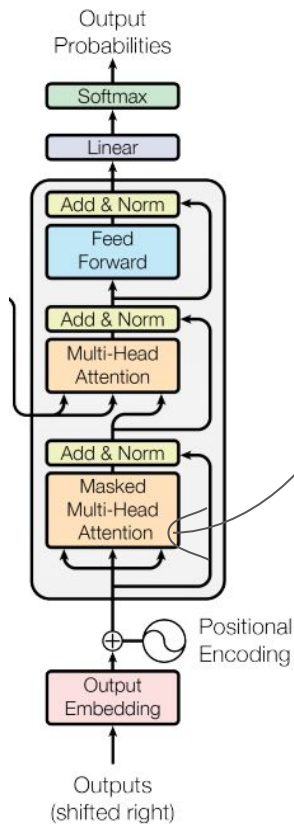 Output
Probabilities
Softmax
Linear
Add & Norm
Feed
Forward
Add & Norm
Multi-Head
Attention
Add & Norm
Masked
Multi-Head
Attention
Positional
Encoding
Output
Embedding
Outputs
(shifted right)